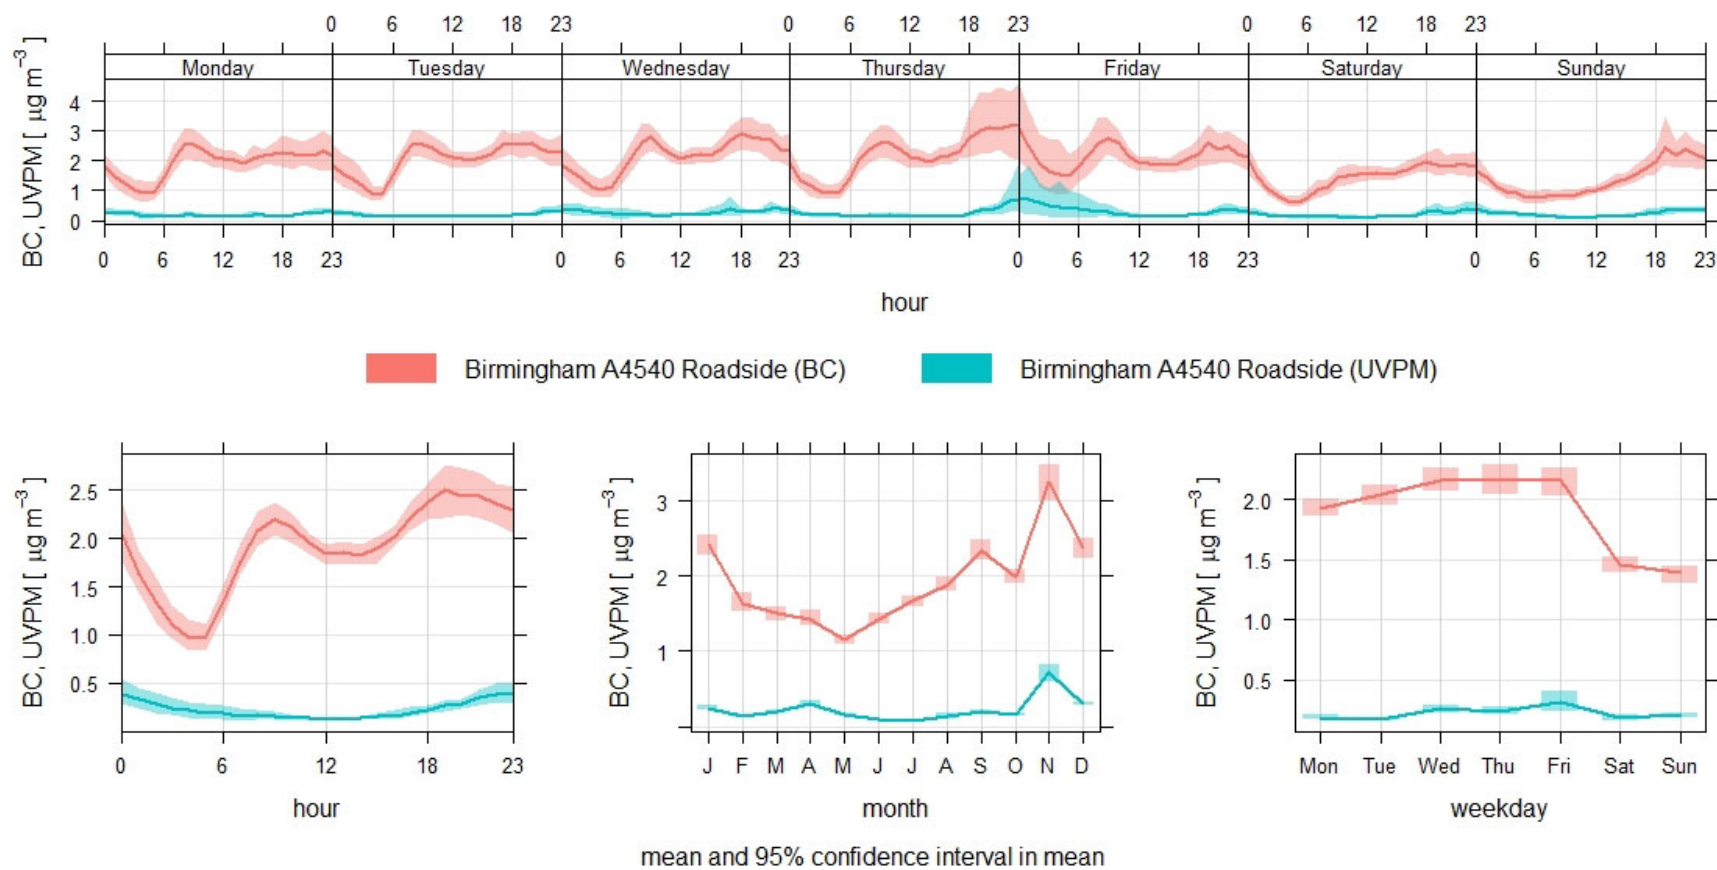 0 6 12 18 23 0 6 12 18 23 0 6 12 18 23
Monday Tuesday Wednesday Thursday Friday Saturday Sunday
BC, UVPM [ μg m⁻³ ]
4
3
2
1
0
0 6 12 18 23 0 6 12 18 23 0 6 12 18 23 0 6 12 18 23
hour
Birmingham A4540 Roadside (BC) Birmingham A4540 Roadside (UVPM)
BC, UVPM [ μg m⁻³ ]
2.5
2.0
1.5
1.0
0.5
0 6 12 18 23
hour
BC, UVPM [ μg m⁻³ ]
3
2
1
J F M A M J J A S O N D
month
BC, UVPM [ μg m⁻³ ]
2.0
1.5
1.0
0.5
Mon Tue Wed Thu Fri Sat Sun
weekday
mean and 95% confidence interval in mean